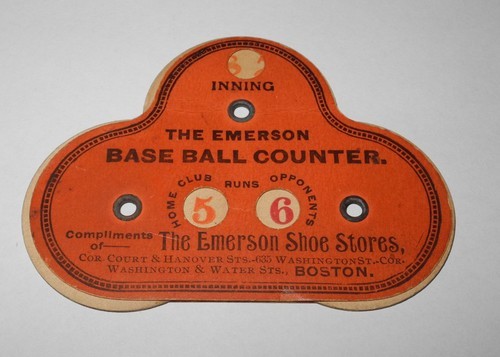 INNING
THE EMERSON
BASE BALL COUNTER.
HOME CLUB RUNS OPPONENTS
5 6
Compliments of — The Emerson Shoe Stores,
COR COURT & HANOVER STS.-635 WASHINGTON ST.-COR.
WASHINGTON & WATER STS., BOSTON.